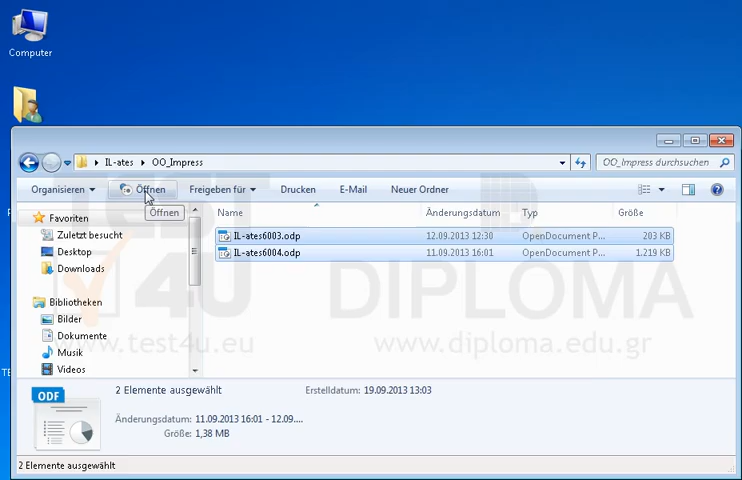 Computer
IL-ates
OO_Impress
OO_Impress durchsuchen
Organisieren
Öffnen
Freigeben für
Drucken
E-Mail
Neuer Ordner
Öffnen
Favoriten
Zuletzt besucht
Desktop
Downloads
Bibliotheken
Bilder
Dokumente
Musik
Videos
Name
Änderungsdatum
Typ
Größe
IL-ates6003.odp
12.09.2013 12:30
OpenDocument P...
203 KB
IL-ates6004.odp
11.09.2013 16:01
OpenDocument P...
1.219 KB
TEST
4U
DIPLOMA
www.test4u.eu
www.diploma.edu.gr
ODF
2 Elemente ausgewählt
Erstelldatum: 19.09.2013 13:03
Änderungsdatum: 11.09.2013 16:01 - 12.09....
Größe: 1,38 MB
2 Elemente ausgewählt